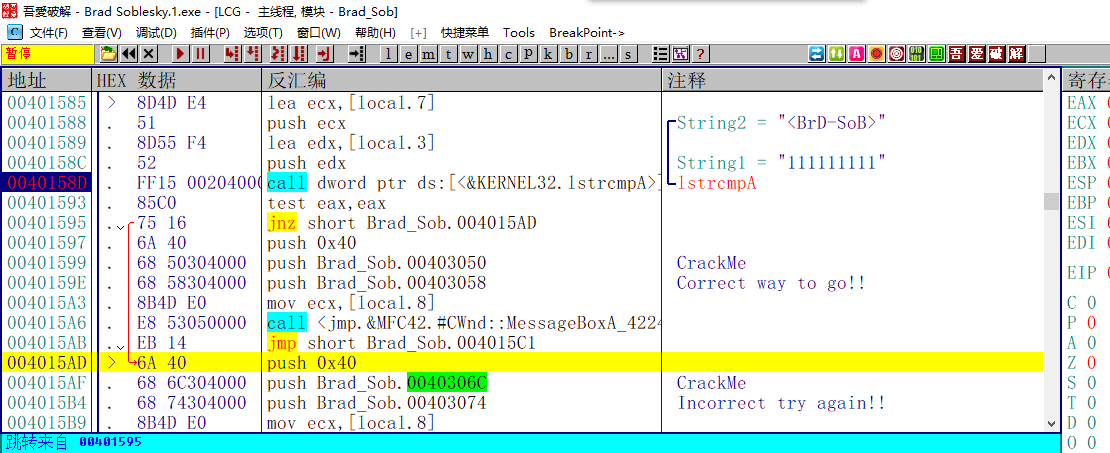 吾愛破解 - Brad Soblesky.1.exe - [LCG - 主线程, 模块 - Brad_Sob]
C 文件(F) 查看(V) 调试(D) 插件(P) 选项(T) 窗口(W) 帮助(H) [+] 快捷菜单 Tools BreakPoint->
暂停 l e m t w h c P k b r ... s ? 吾 爱 破 解
地址 HEX 数据 反汇编 注释 寄存
00401585 > 8D4D E4 lea ecx,[local.7] EAX
00401588 . 51 push ecx String2 = "<BrD-SoB>" ECX
00401589 . 8D55 F4 lea edx,[local.3] EDX
0040158C . 52 push edx String1 = "111111111" EBX
0040158D . FF15 00204000 call dword ptr ds:[<&KERNEL32.lstrcmpA>] lstrcmpA ESP
00401593 . 85C0 test eax,eax EBP
00401595 . 75 16 jnz short Brad_Sob.004015AD ESI
00401597 . 6A 40 push 0x40 EDI
00401599 . 68 50304000 push Brad_Sob.00403050 CrackMe
0040159E . 68 58304000 push Brad_Sob.00403058 Correct way to go!! EIP
004015A3 . 8B4D E0 mov ecx,[local.8] C 0
004015A6 . E8 53050000 call <jmp.&MFC42.#CWnd::MessageBoxA_4224 P 0
004015AB . EB 14 jmp short Brad_Sob.004015C1 A 0
004015AD > 6A 40 push 0x40 Z 0
004015AF . 68 6C304000 push Brad_Sob.0040306C CrackMe S 0
004015B4 . 68 74304000 push Brad_Sob.00403074 Incorrect try again!! T 0
004015B9 . 8B4D E0 mov ecx,[local.8] D 0
跳转来自 00401595 O 0